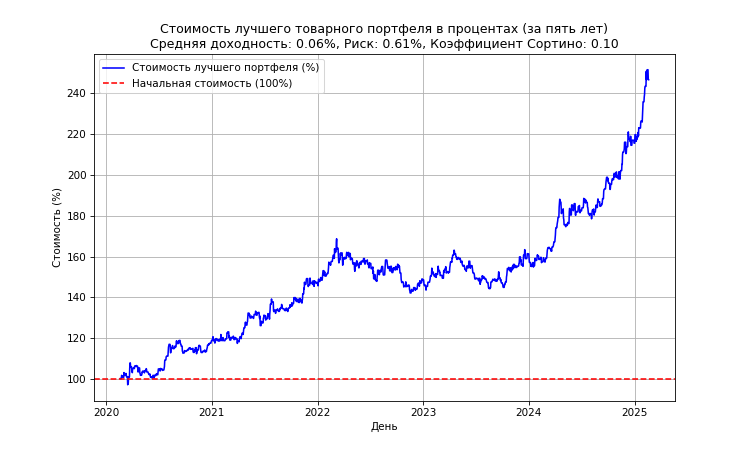 Стоимость лучшего товарного портфеля в процентах (за пять лет)
Средняя доходность: 0.06%, Риск: 0.61%, Коэффициент Сортино: 0.10
Стоимость лучшего портфеля (%)
Начальная стоимость (100%)
Стоимость (%)
240
220
200
180
160
140
120
100
2020
2021
2022
2023
2024
2025
День